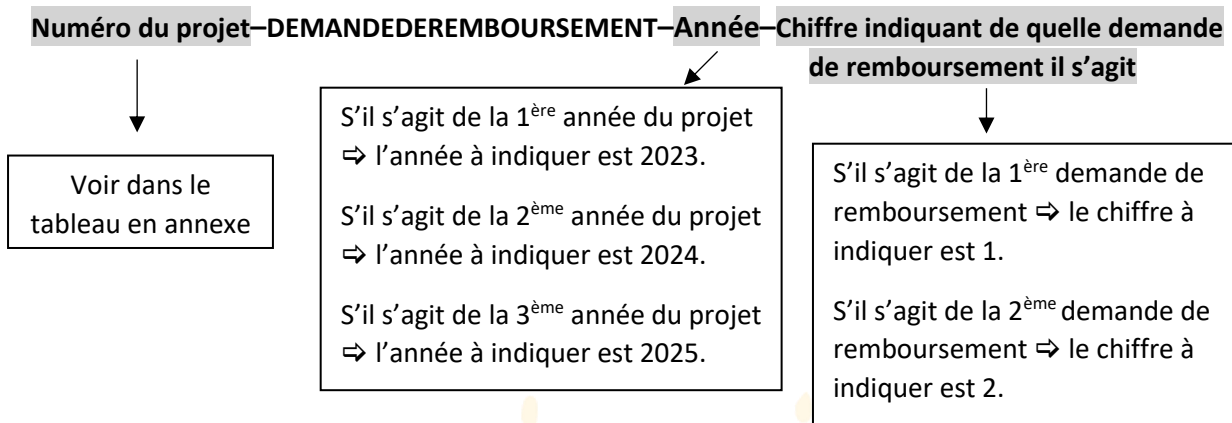 Numéro du projet–DEMANDEDEREMBOURSEMENT–Année–Chiffre indiquant de quelle demande
de remboursement il s’agit
Voir dans le
tableau en annexe
S’il s’agit de la 1ère année du projet
⇨ l’année à indiquer est 2023.
S’il s’agit de la 2ème année du projet
⇨ l’année à indiquer est 2024.
S’il s’agit de la 3ème année du projet
⇨ l’année à indiquer est 2025.
S’il s’agit de la 1ère demande de
remboursement ⇨ le chiffre à
indiquer est 1.
S’il s’agit de la 2ème demande de
remboursement ⇨ le chiffre à
indiquer est 2.